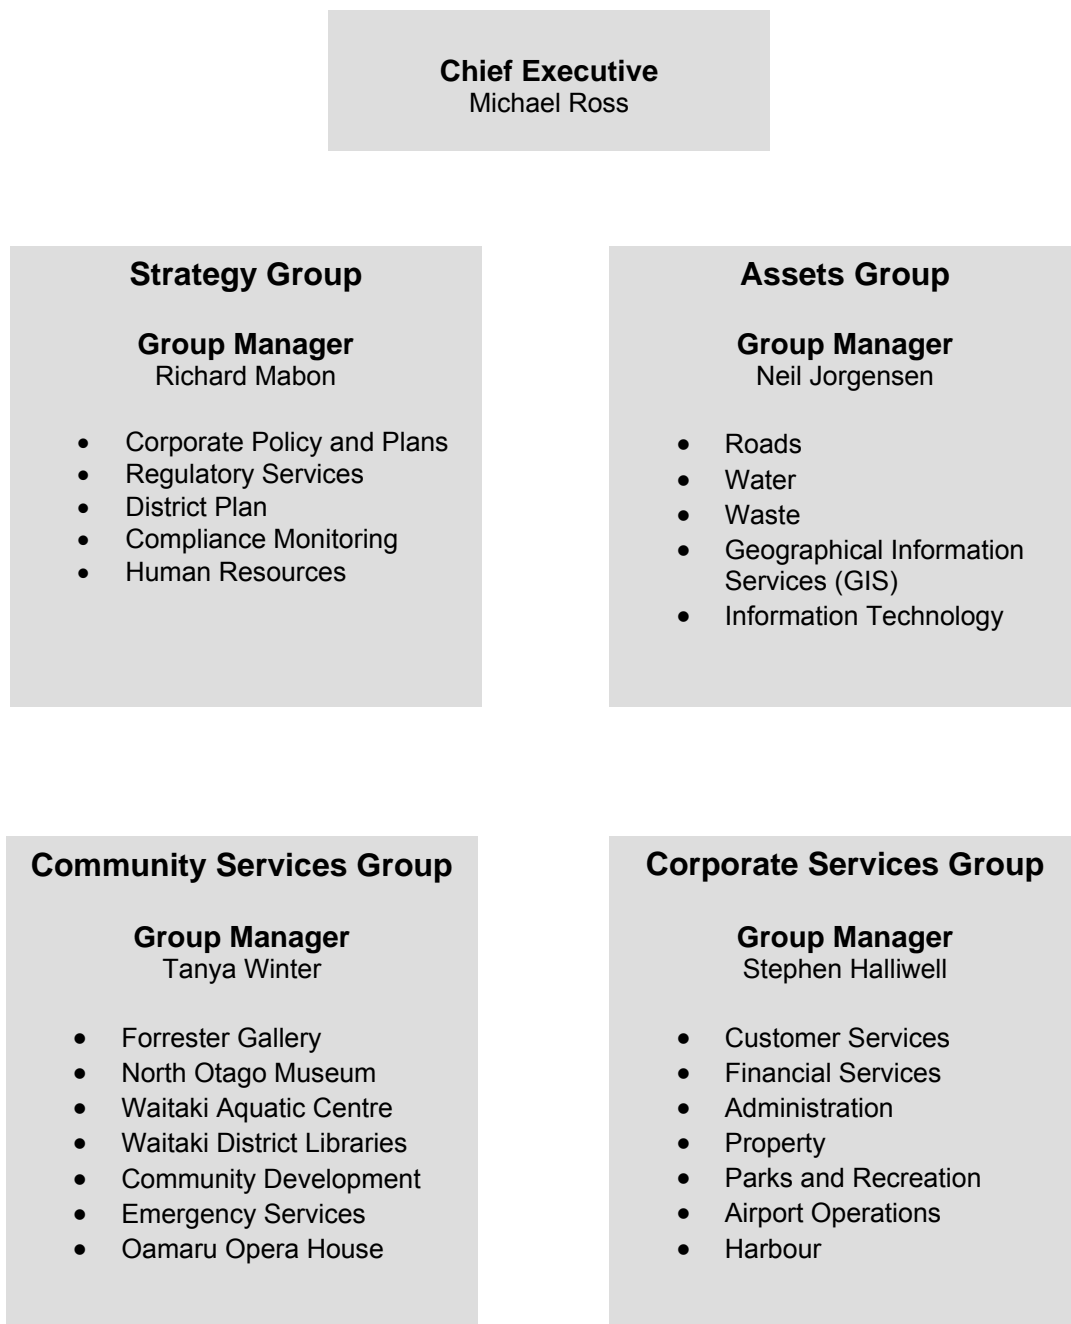 Chief Executive
Michael Ross
Strategy Group
Group Manager
Richard Mabon
• Corporate Policy and Plans
• Regulatory Services
• District Plan
• Compliance Monitoring
• Human Resources
Assets Group
Group Manager
Neil Jorgensen
• Roads
• Water
• Waste
• Geographical Information
Services (GIS)
• Information Technology
Community Services Group
Group Manager
Tanya Winter
• Forrester Gallery
• North Otago Museum
• Waitaki Aquatic Centre
• Waitaki District Libraries
• Community Development
• Emergency Services
• Oamaru Opera House
Corporate Services Group
Group Manager
Stephen Halliwell
• Customer Services
• Financial Services
• Administration
• Property
• Parks and Recreation
• Airport Operations
• Harbour